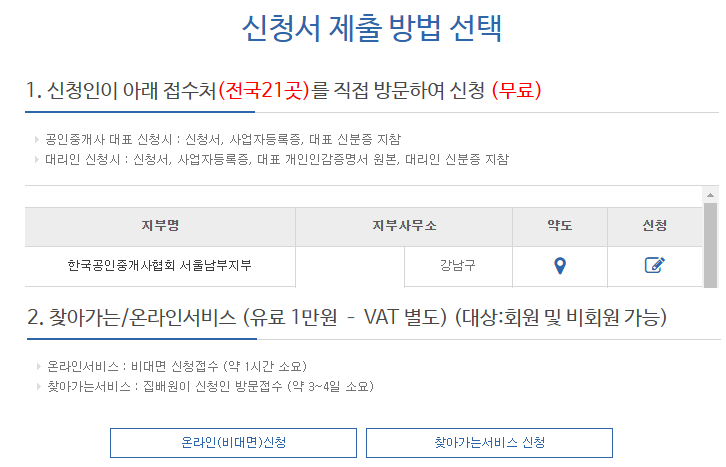 신청서 제출 방법 선택
1. 신청인이 아래 접수처(전국21곳)를 직접 방문하여 신청 (무료)
공인중개사 대표 신청시 : 신청서, 사업자등록증, 대표 신분증 지참
대리인 신청시 : 신청서, 사업자등록증, 대표 개인인감증명서 원본, 대리인 신분증 지참
지부명 지부사무소 약도 신청
한국공인중개사협회 서울남부지부 강남구
2. 찾아가는/온라인서비스 (유료 1만원 - VAT 별도) (대상:회원 및 비회원 가능)
온라인서비스 : 비대면 신청접수 (약 1시간 소요)
찾아가는서비스 : 집배원이 신청인 방문접수 (약 3~4일 소요)
온라인(비대면)신청 찾아가는서비스 신청